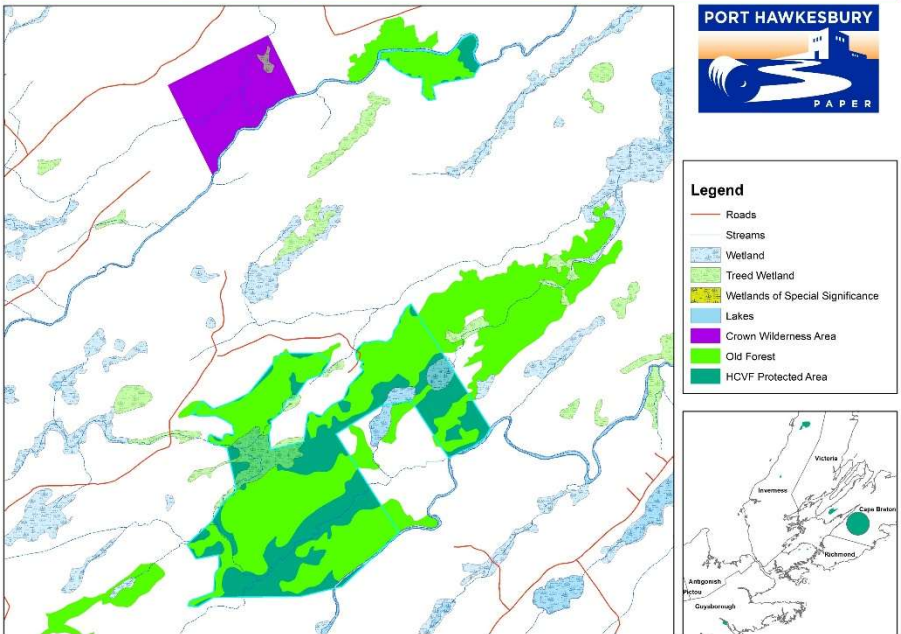 PORT HAWKESBURY
PAPER
Legend
Roads
Streams
Wetland
Treed Wetland
Wetlands of Special Significance
Lakes
Crown Wilderness Area
Old Forest
HCVF Protected Area
Victoria
Inverness
Cape Breton
Richmond
Antigonish
Pictou
Guysborough